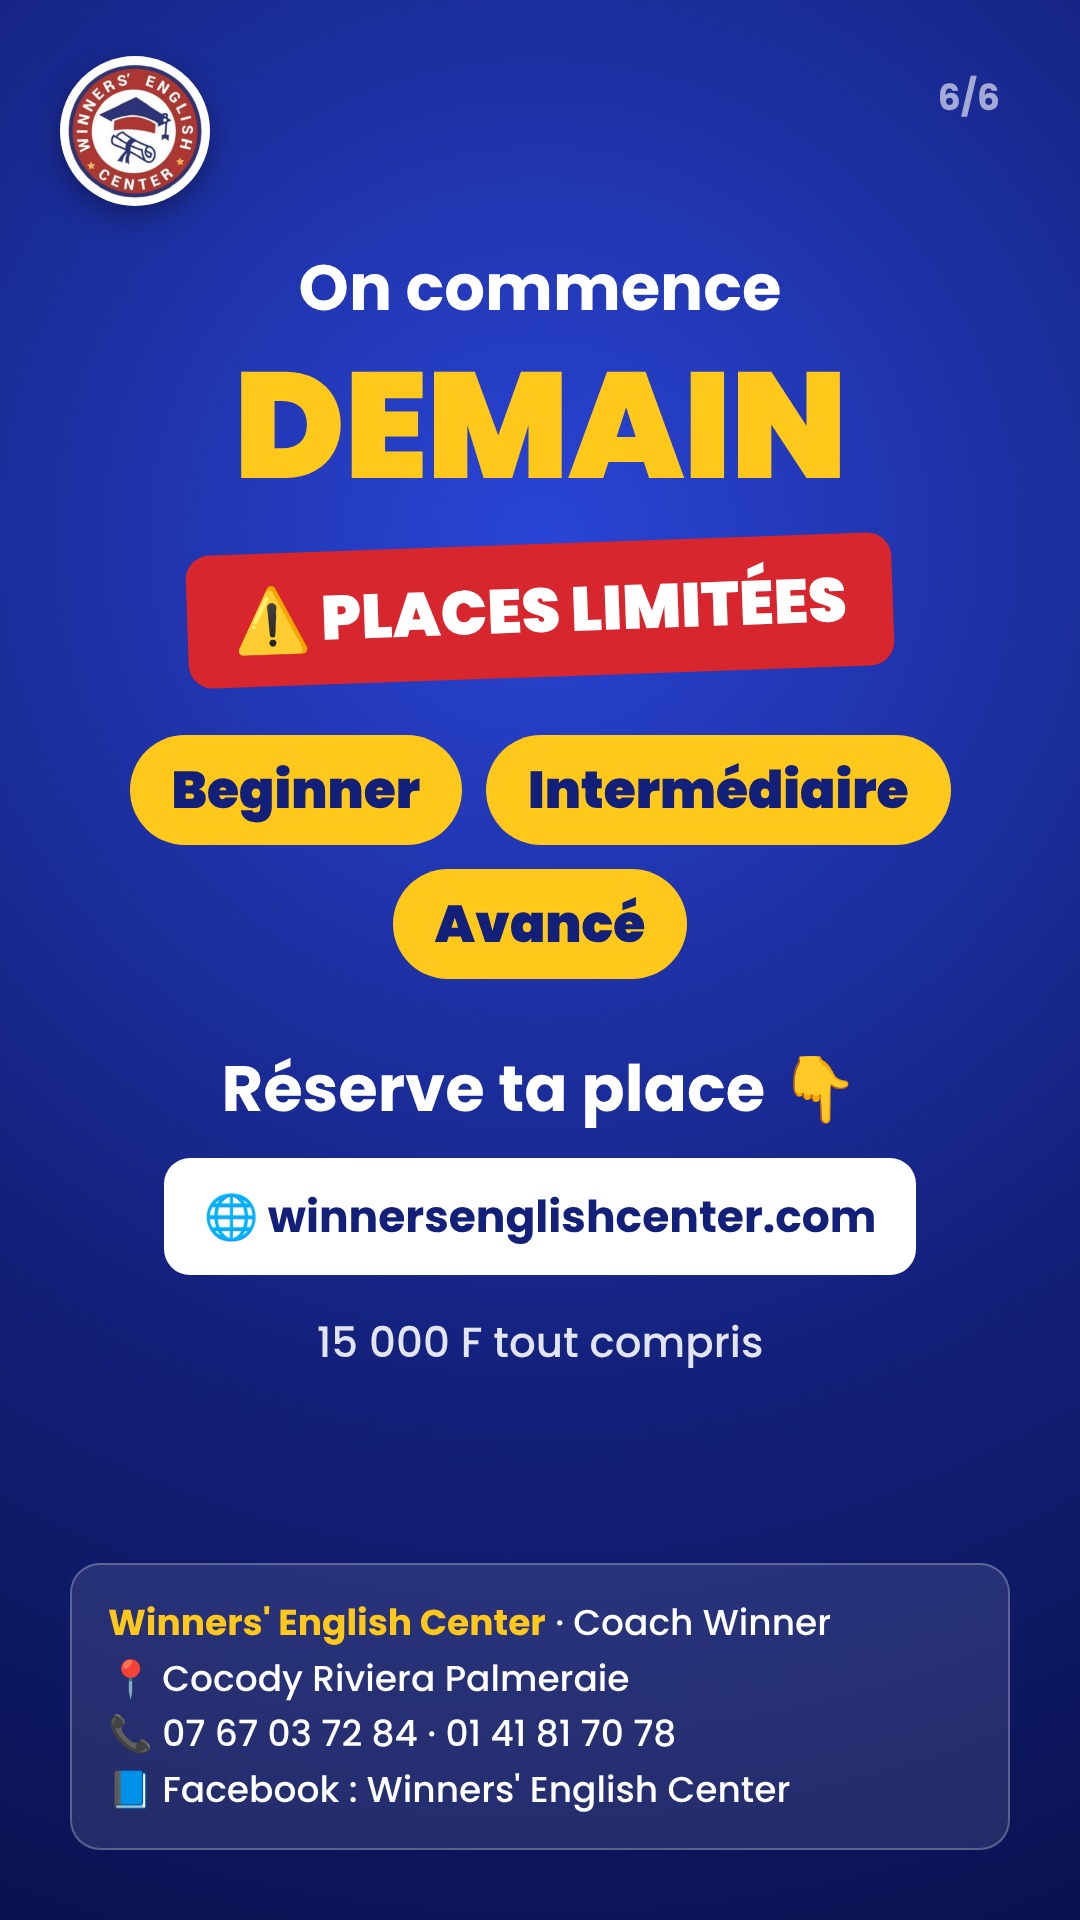 WINNERS' ENGLISH CENTER
6/6
On commence
DEMAIN
⚠️ PLACES LIMITÉES
Beginner
Intermédiaire
Avancé
Réserve ta place 👇
🌐 winnersenglishcenter.com
15 000 F tout compris
Winners' English Center · Coach Winner
📍 Cocody Riviera Palmeraie
📞 07 67 03 72 84 · 01 41 81 70 78
📘 Facebook : Winners' English Center